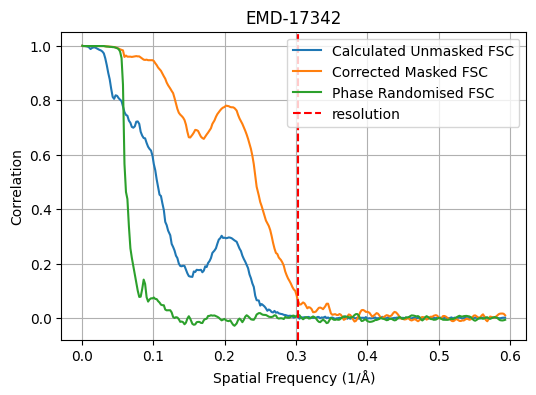 EMD-17342
Calculated Unmasked FSC
Corrected Masked FSC
Phase Randomised FSC
resolution
Correlation
1.0
0.8
0.6
0.4
0.2
0.0
0.0 0.1 0.2 0.3 0.4 0.5 0.6
Spatial Frequency (1/Å)